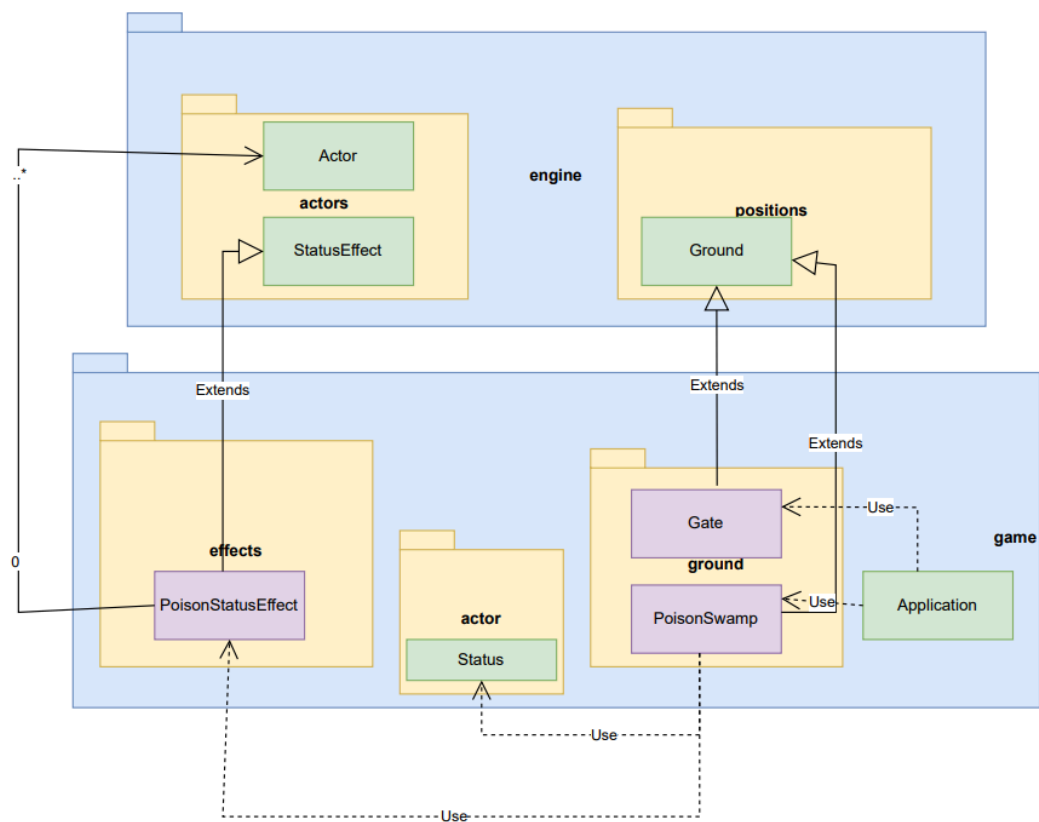 Actor
..*
engine
actors
positions
StatusEffect
Ground
Extends
Extends
Extends
Gate
Use
game
effects
ground
0
PoisonStatusEffect
Use
Application
actor
PoisonSwamp
Status
Use
Use